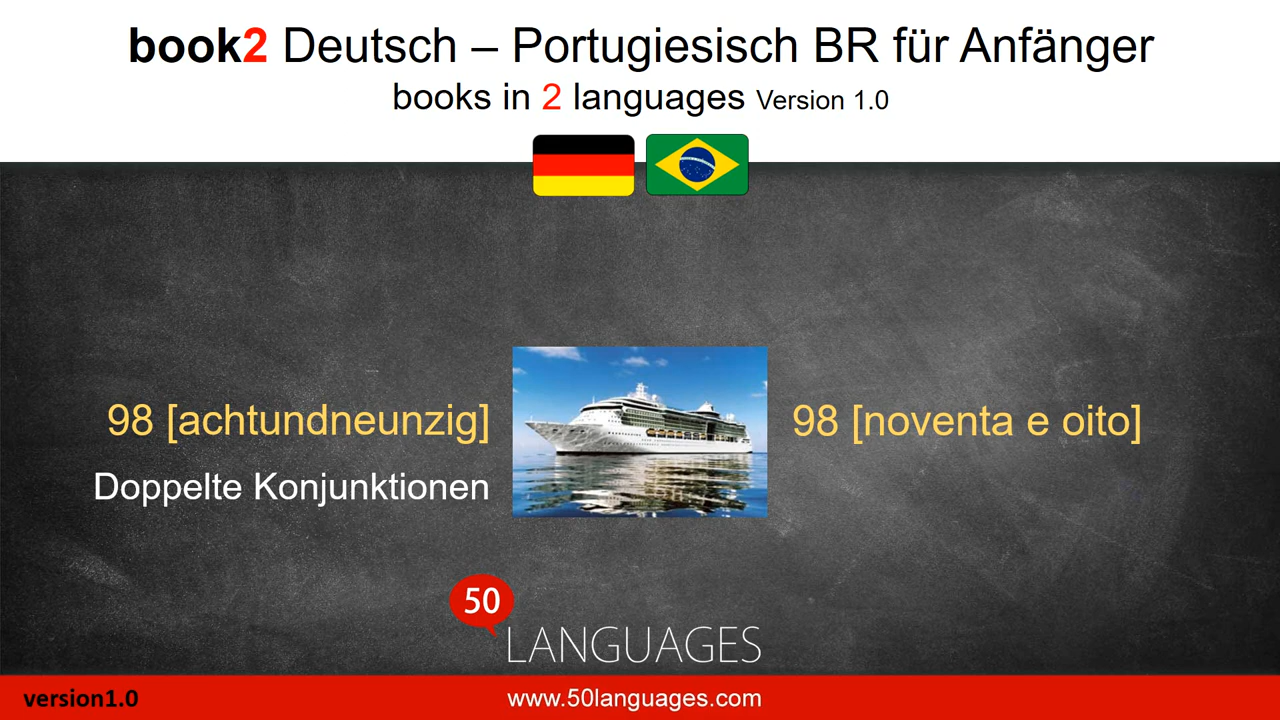 book2 Deutsch – Portugiesisch BR für Anfänger
books in 2 languages Version 1.0
98 [achtundneunzig]
Doppelte Konjunktionen
98 [noventa e oito]
50
LANGUAGES
version1.0
www.50languages.com